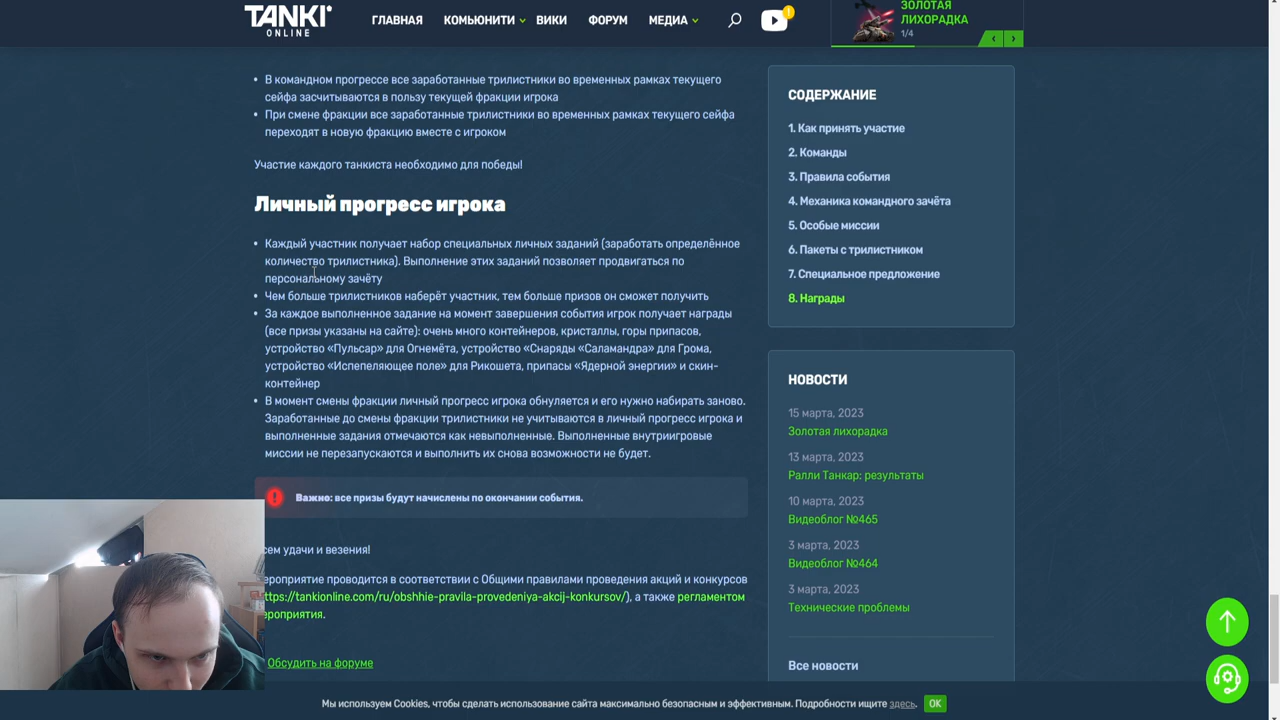 TANKI
ONLINE
ГЛАВНАЯ
КОМЬЮНИТИ
ВИКИ
ФОРУМ
МЕДИА
!
ЗОЛОТАЯ
ЛИХОРАДКА
1/4
В командном прогрессе все заработанные трилистники во временных рамках текущего
сейфа засчитываются в пользу текущей фракции игрока
При смене фракции все заработанные трилистники во временных рамках текущего сейфа
переходят в новую фракцию вместе с игроком
Участие каждого танкиста необходимо для победы!
Личный прогресс игрока
Каждый участник получает набор специальных личных заданий (заработать определённое
количество трилистника). Выполнение этих заданий позволяет продвигаться по
персональному зачёту
Чем больше трилистников наберёт участник, тем больше призов он сможет получить
За каждое выполненное задание на момент завершения события игрок получает награды
(все призы указаны на сайте): очень много контейнеров, кристаллы, горы припасов,
устройство «Пульсар» для Огнемёта, устройство «Снаряды «Саламандра» для Грома,
устройство «Испепеляющее поле» для Рикошета, припасы «Ядерной энергии» и скин-
контейнер
В момент смены фракции личный прогресс игрока обнуляется и его нужно набирать заново.
Заработанные до смены фракции трилистники не учитываются в личный прогресс игрока и
выполненные задания отмечаются как невыполненные. Выполненные внутриигровые
миссии не перезапускаются и выполнить их снова возможности не будет.
Важно: все призы будут начислены по окончании события.
сем удачи и везения!
ероприятие проводится в соответствии с Общими правилами проведения акций и конкурсов
ttps://tankionline.com/ru/obshhie-pravila-provedeniya-akcij-konkursov/), а также регламентом
ероприятия.
Обсудить на форуме
СОДЕРЖАНИЕ
1. Как принять участие
2. Команды
3. Правила события
4. Механика командного зачёта
5. Особые миссии
6. Пакеты с трилистником
7. Специальное предложение
8. Награды
НОВОСТИ
15 марта, 2023
Золотая лихорадка
13 марта, 2023
Ралли Танкар: результаты
10 марта, 2023
Видеоблог №465
3 марта, 2023
Видеоблог №464
3 марта, 2023
Технические проблемы
Все новости
Мы используем Cookies, чтобы сделать использование сайта максимально безопасным и эффективным. Подробности ищите здесь.
OK